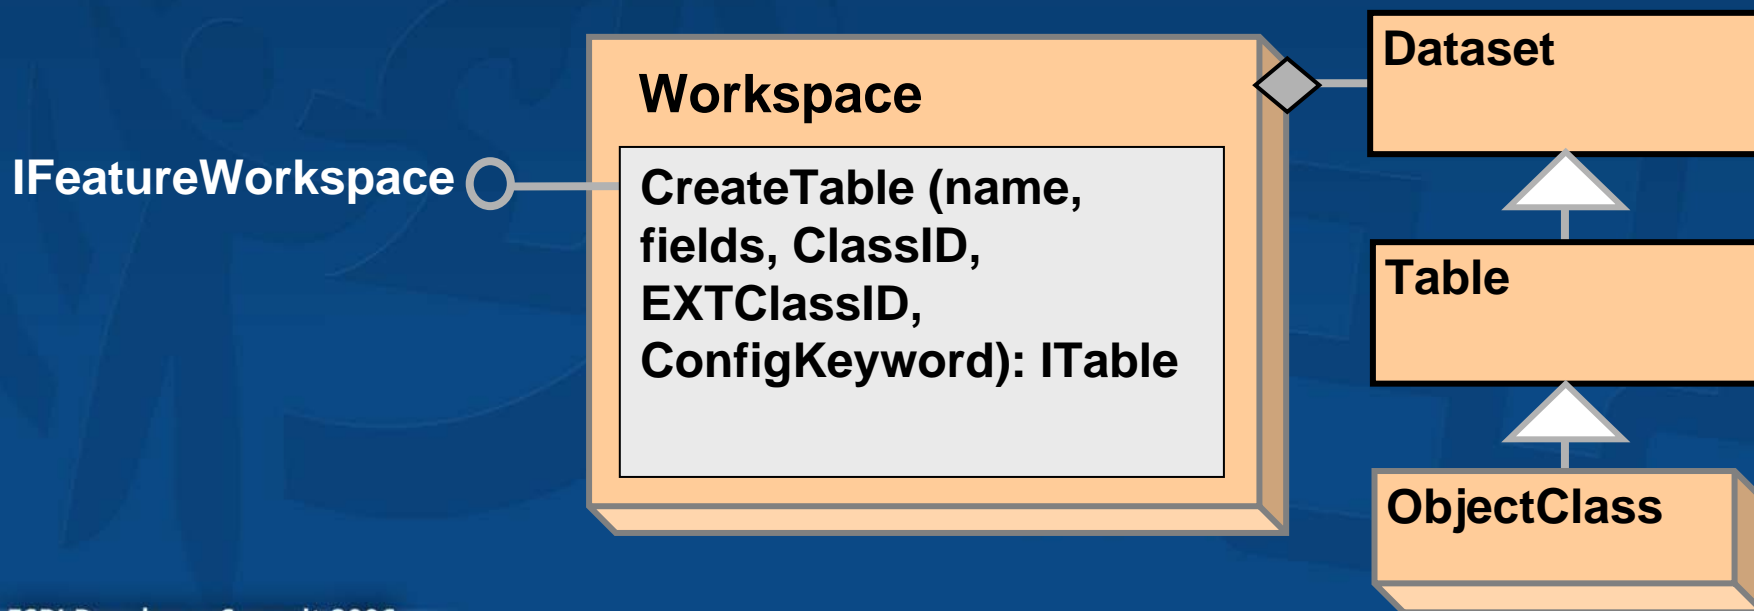 IFeatureWorkspace
Workspace
CreateTable (name,
fields, ClassID,
EXTClassID,
ConfigKeyword): ITable
Dataset
Table
ObjectClass